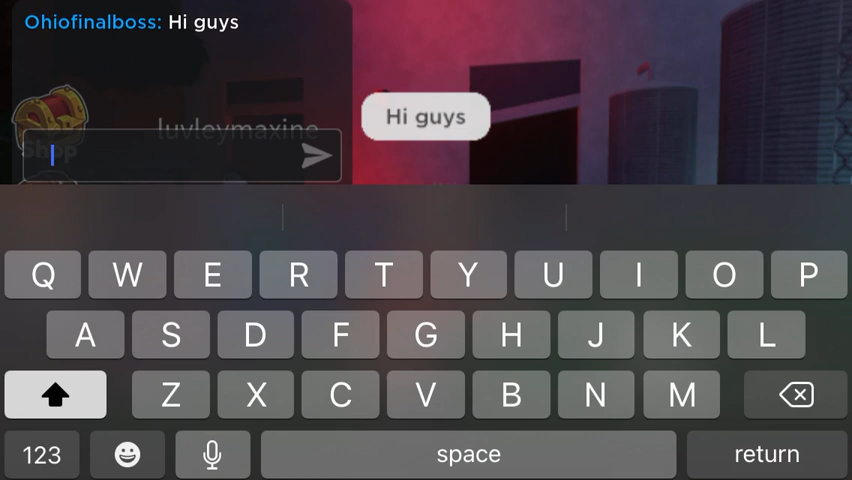 Ohiofinalboss: Hi guys
Hi guys
luvleymaxine
Shop
Q W E R T Y U I O P
A S D F G H J K L
Z X C V B N M
123 space return